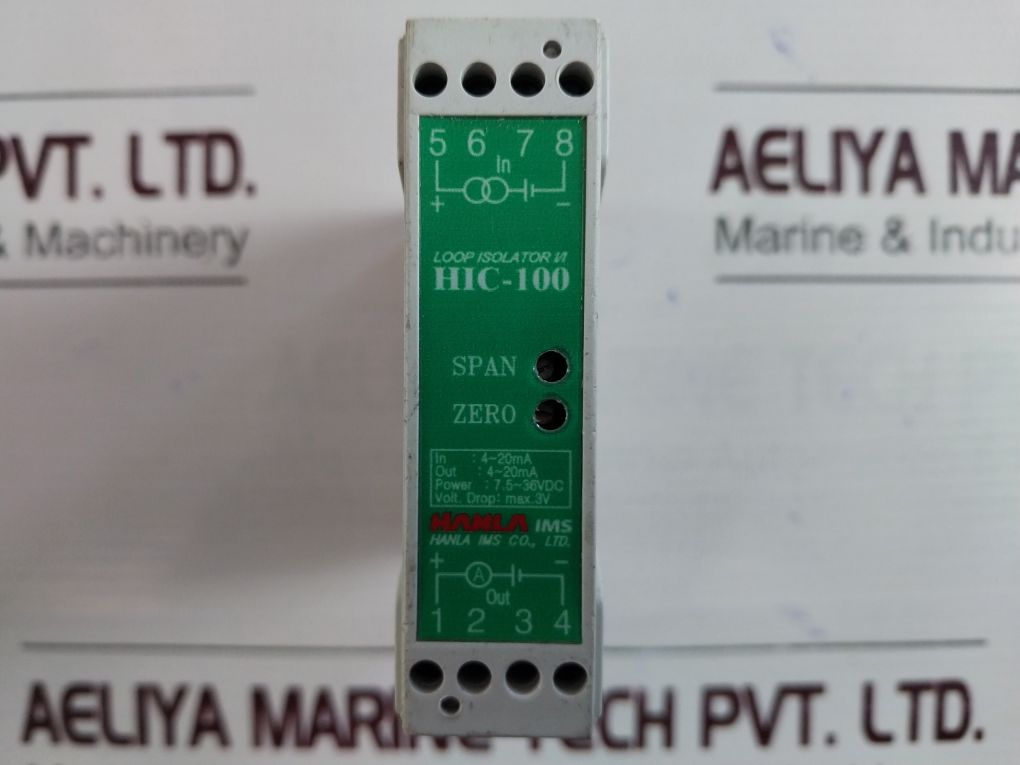 5 6 7 8
In
+ −
LOOP ISOLATOR I/I
HIC-100
SPAN
ZERO
In : 4~20mA
Out : 4~20mA
Power : 7.5~36VDC
Volt. Drop: max.3V
HANLA IMS
HANLA IMS CO., LTD.
+ −
A
Out
1 2 3 4
PVT. LTD.
& Machinery
AELIYA MA
Marine & Indu
AELIYA MARINE TECH PVT. LTD.